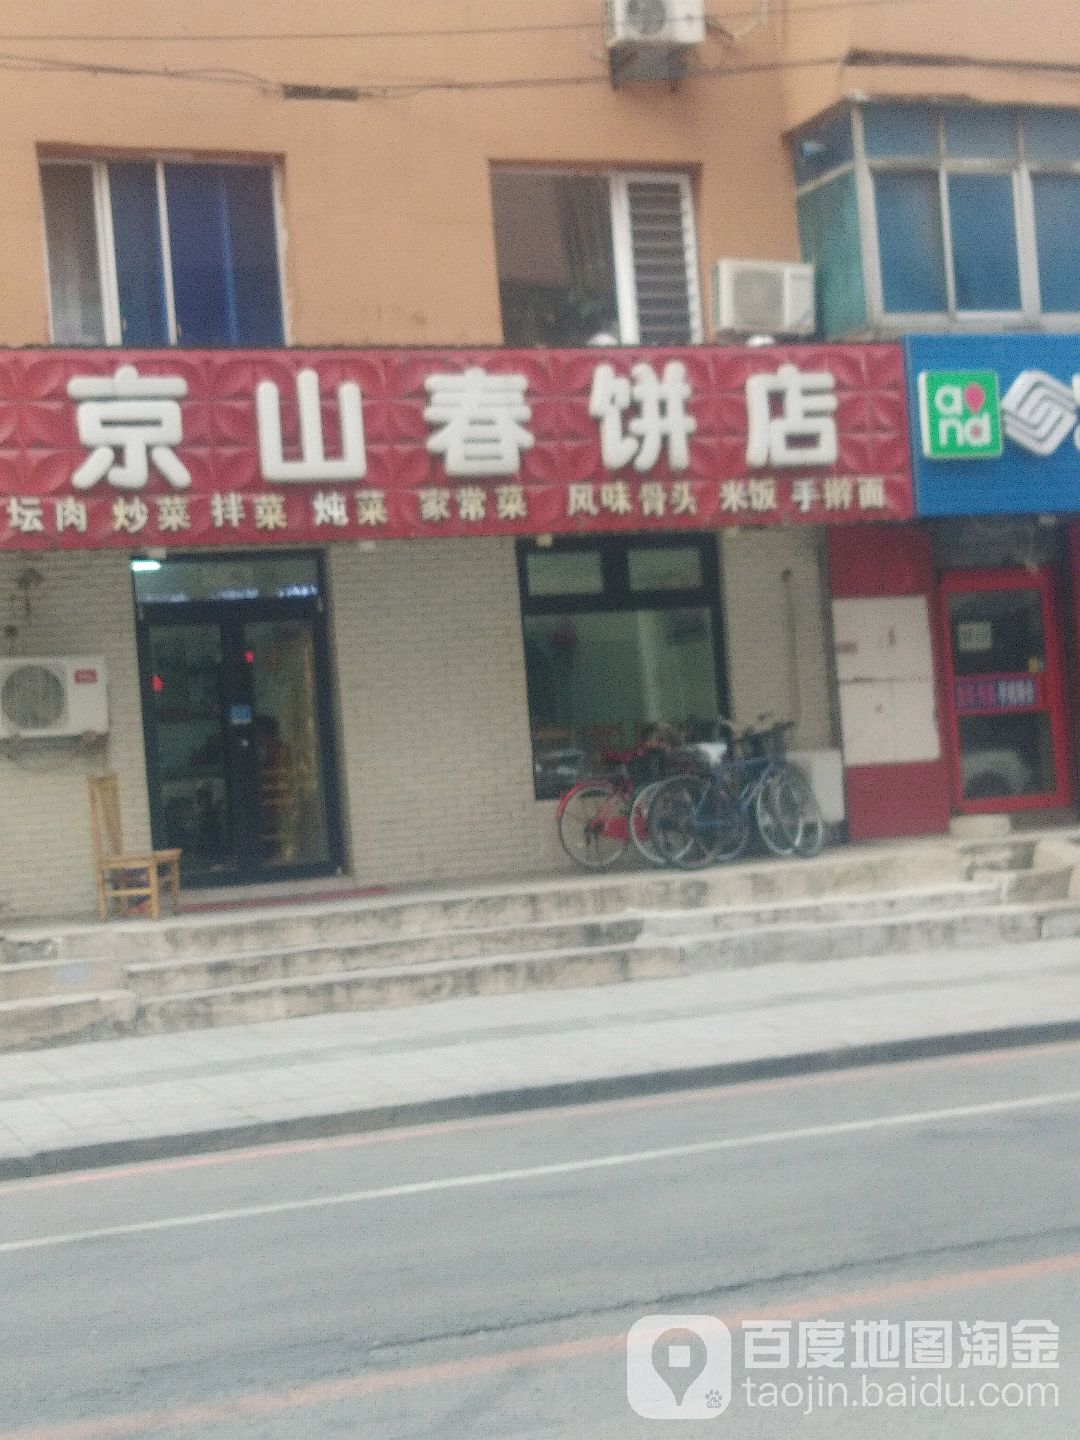 京山春饼店
坛肉 炒菜 拌菜 炖菜 家常菜 风味骨头 米饭 手擀面
and
百度地图淘金
taojin.baidu.com